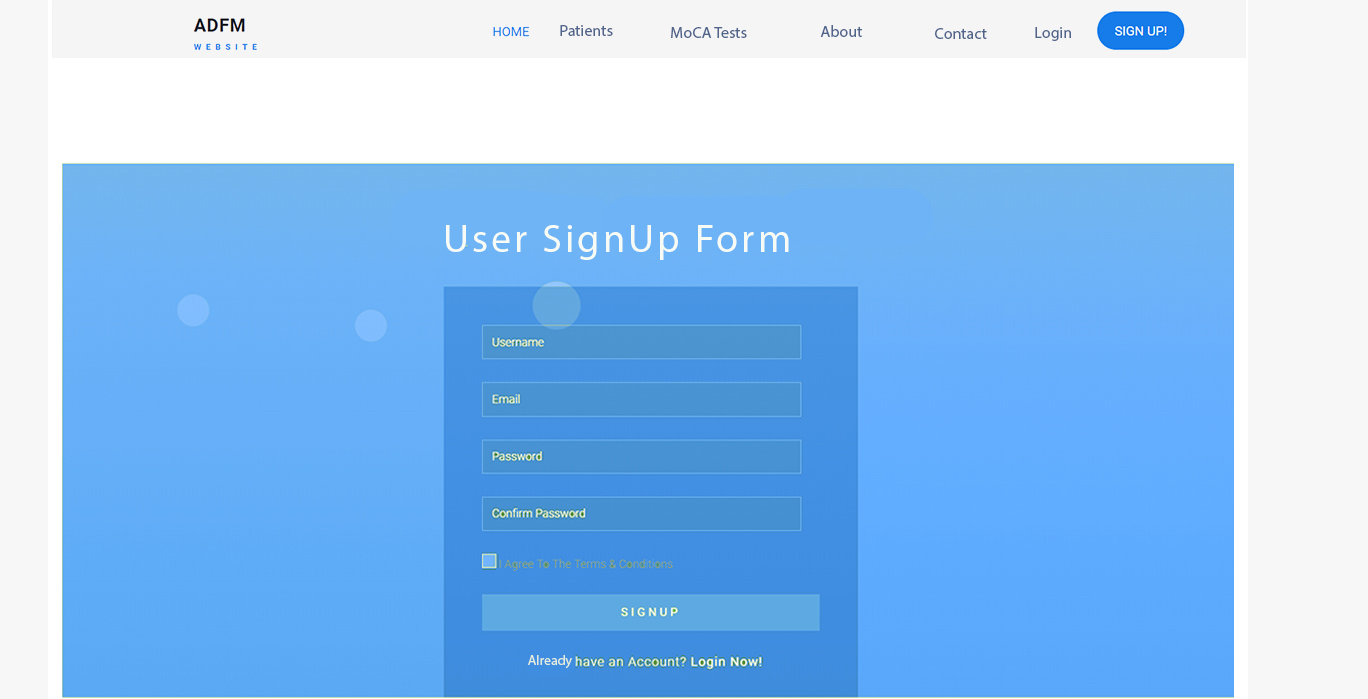 ADFM
WEBSITE
HOME Patients MoCA Tests About Contact Login SIGN UP!
User SignUp Form
Username
Email
Password
Confirm Password
I Agree To The Terms & Conditions
SIGNUP
Already have an Account? Login Now!